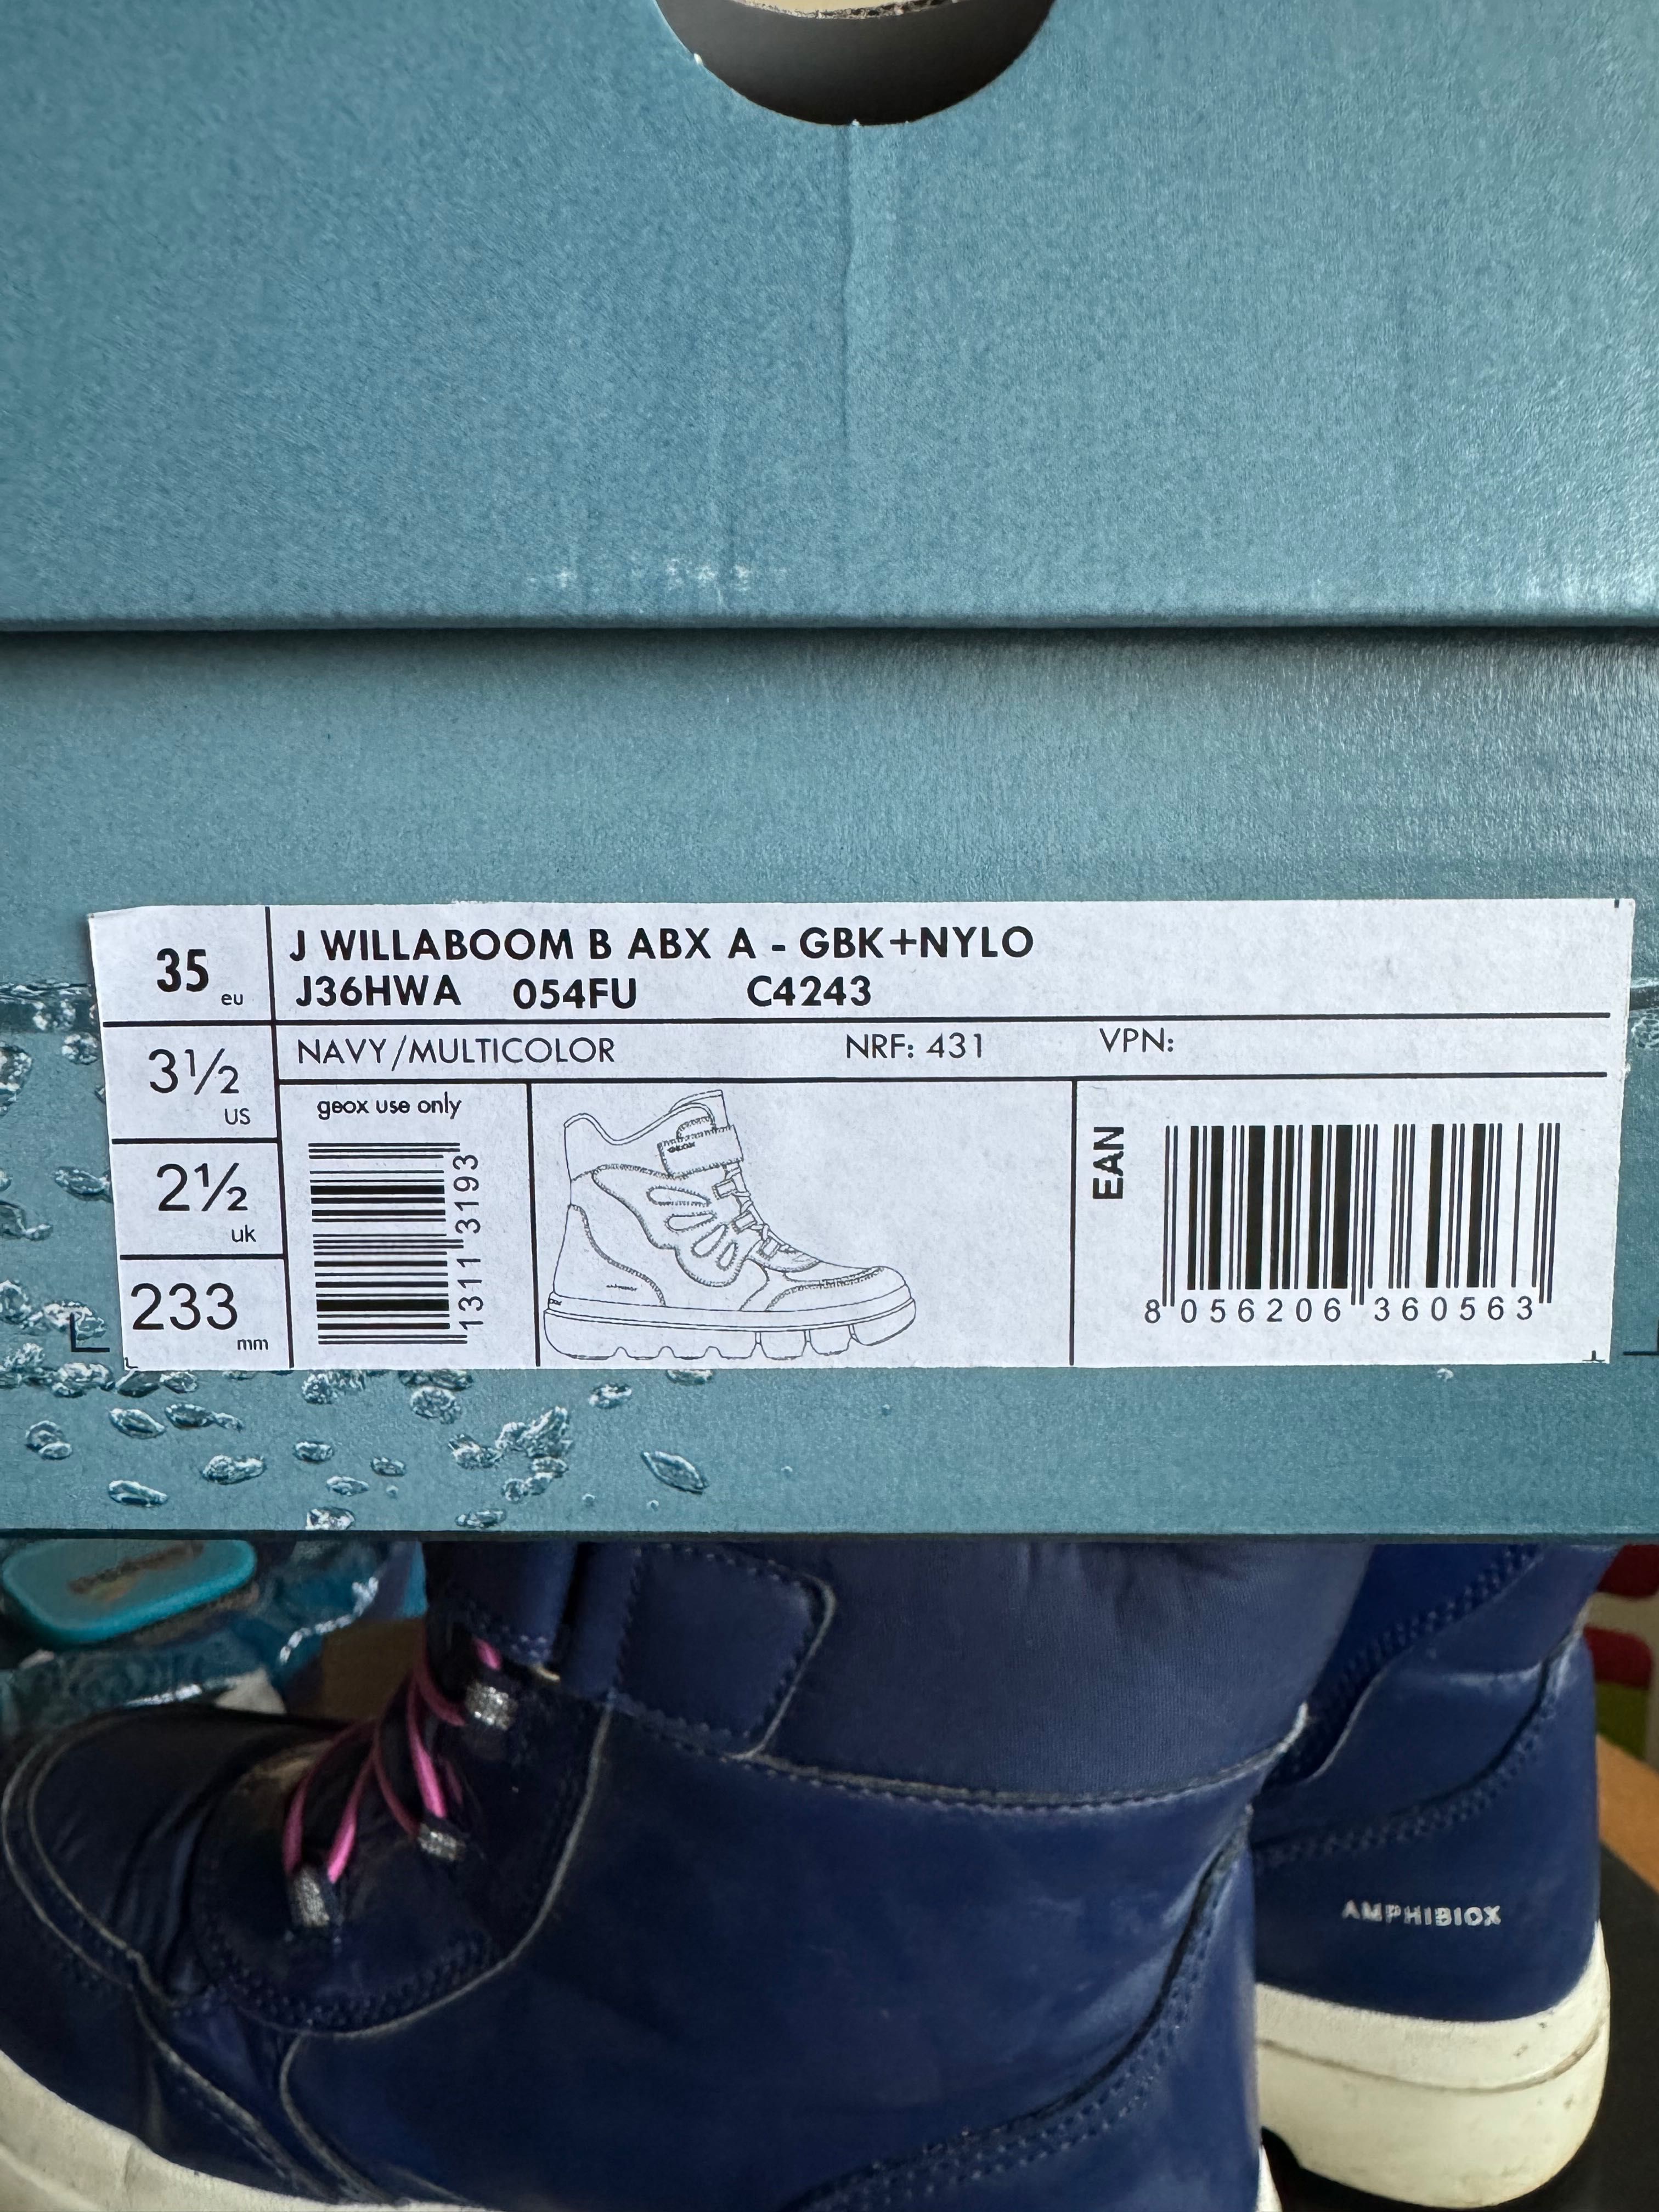 35 eu
J WILLABOOM B ABX A - GBK+NYLO
J36HWA 054FU C4243
NAVY/MULTICOLOR NRF: 431 VPN:
3½ US
2½ uk
233 mm
geox use only
1311 3193
GEOX
EAN
8 056206 360563
AMPHIBIOX